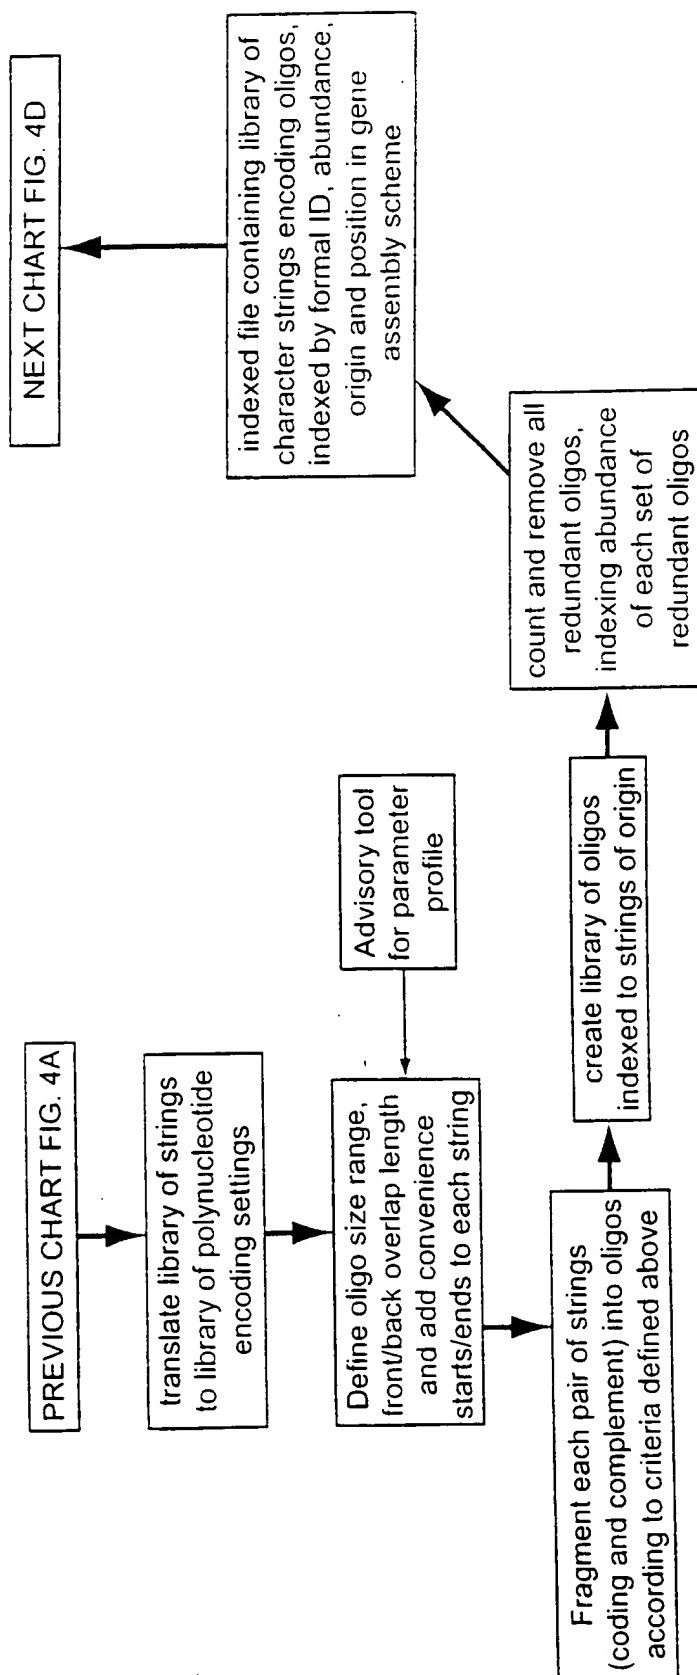 PREVIOUS CHART FIG. 4A
translate library of strings
to library of polynucleotide
encoding settings
Define oligo size range,
front/back overlap length
and add convenience
starts/ends to each string
Advisory tool
for parameter
profile
Fragment each pair of strings
(coding and complement) into oligos
according to criteria defined above
create library of oligos
indexed to strings of origin
count and remove all
redundant oligos,
indexing abundance
of each set of
redundant oligos
indexed file containing library of
character strings encoding oligos,
indexed by formal ID, abundance,
origin and position in gene
assembly scheme
NEXT CHART FIG. 4D